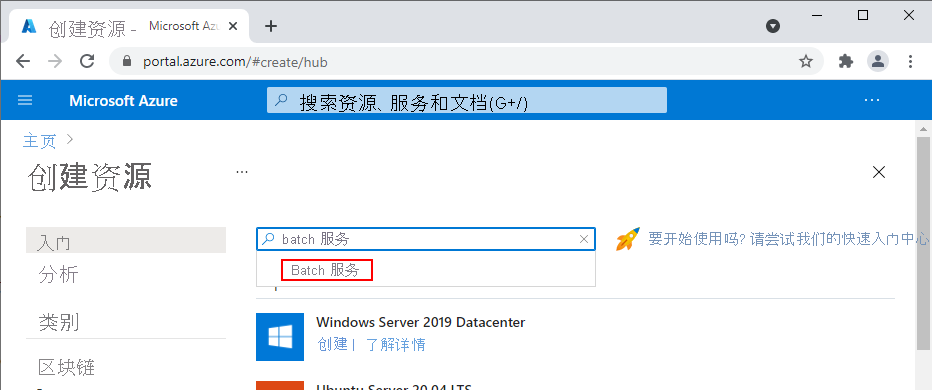 创建资源 - Microsoft Az
portal.azure.com/#create/hub
Microsoft Azure
搜索资源、服务和文档(G+/)
主页 >
创建资源 ...
入门
batch 服务
要开始使用吗? 请尝试我们的快速入门中心
分析
Batch 服务
类别
Windows Server 2019 Datacenter
创建 | 了解详情
区块链
Ubuntu Server 20.04 LTS